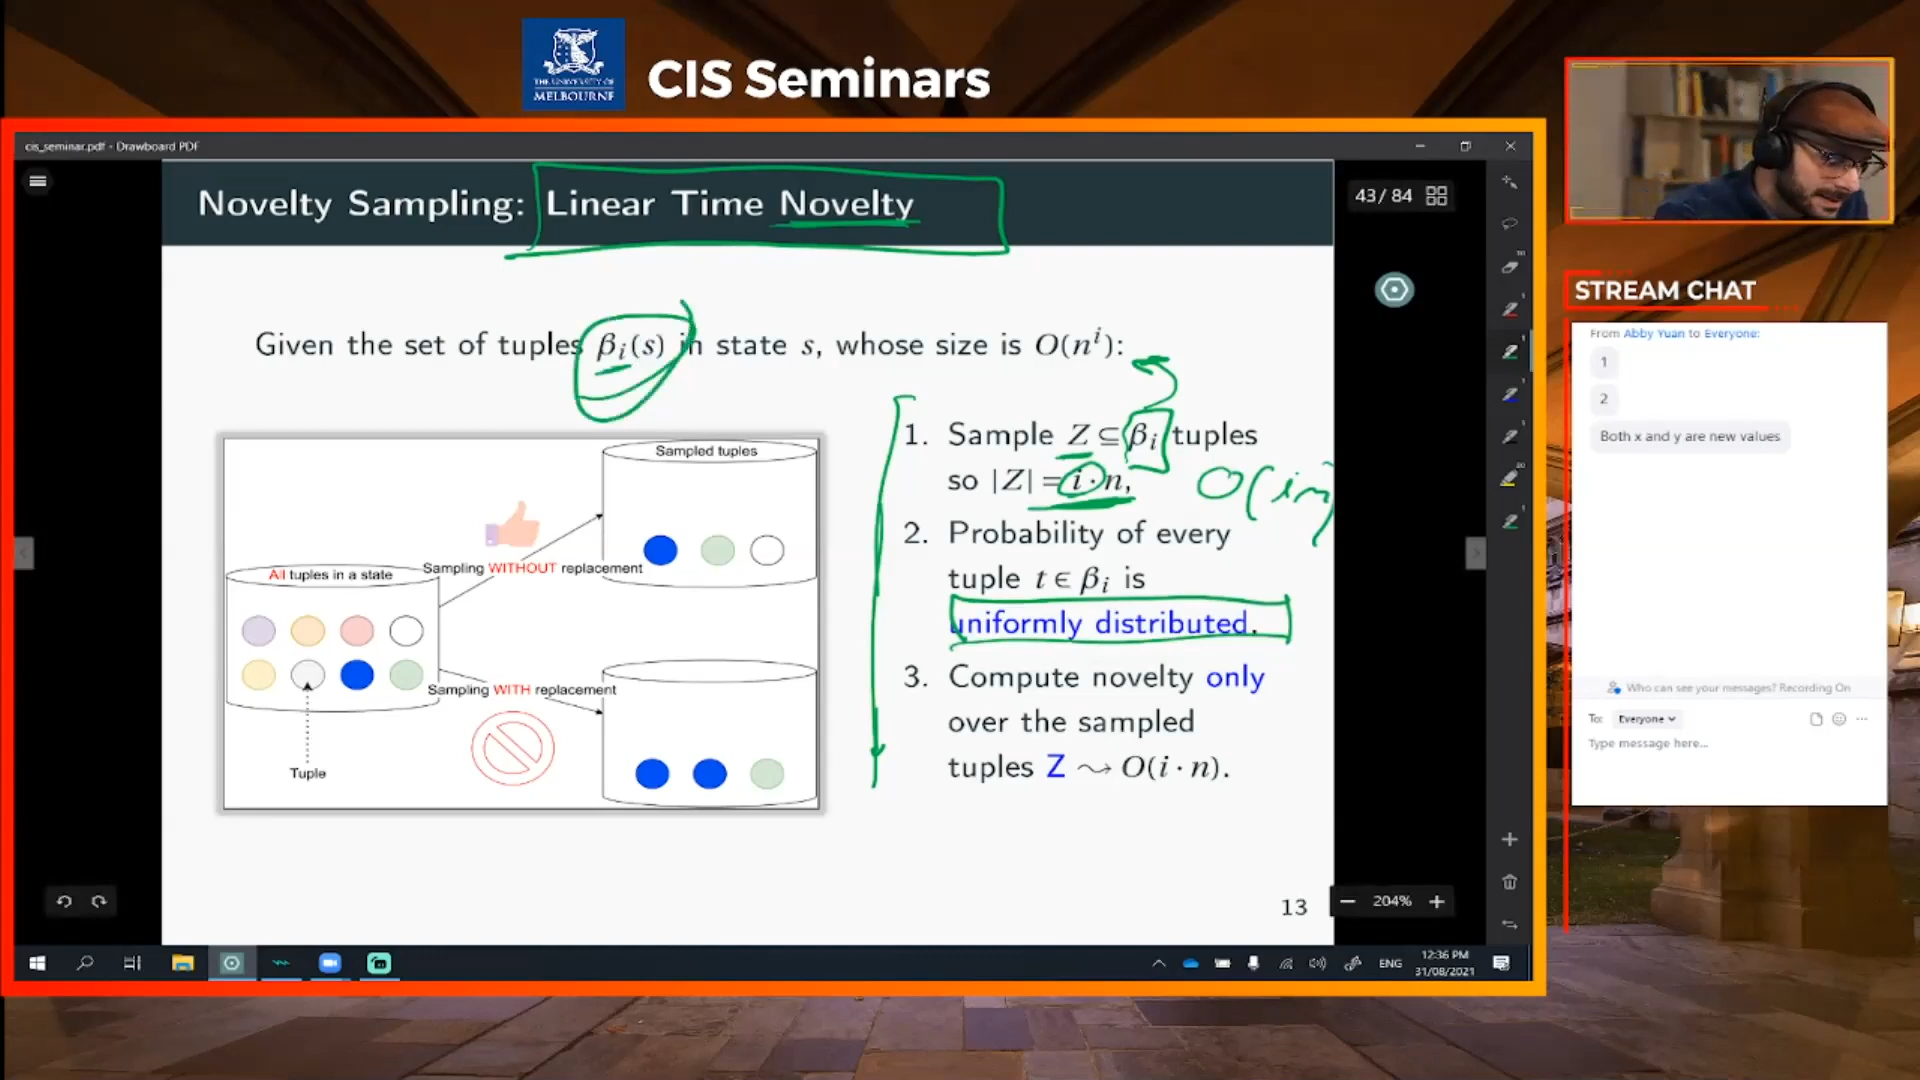 THE UNIVERSITY OF
MELBOURNE
CIS Seminars
cis_seminar.pdf - Drawboard PDF
Novelty Sampling: Linear Time Novelty
43 / 84
Given the set of tuples βᵢ(s) in state s, whose size is O(nⁱ):
Sampled tuples
Sampling WITHOUT replacement
All tuples in a state
Sampling WITH replacement
Tuple
1. Sample Z ⊆ βᵢ tuples
so |Z| = i · n,
O(in)
2. Probability of every
tuple t ∈ βᵢ is
uniformly distributed.
3. Compute novelty only
over the sampled
tuples Z ⤳ O(i · n).
13
204%
ENG
12:36 PM
31/08/2021
STREAM CHAT
From Abby Yuan to Everyone:
1
2
Both x and y are new values
Who can see your messages? Recording On
To: Everyone
Type message here...